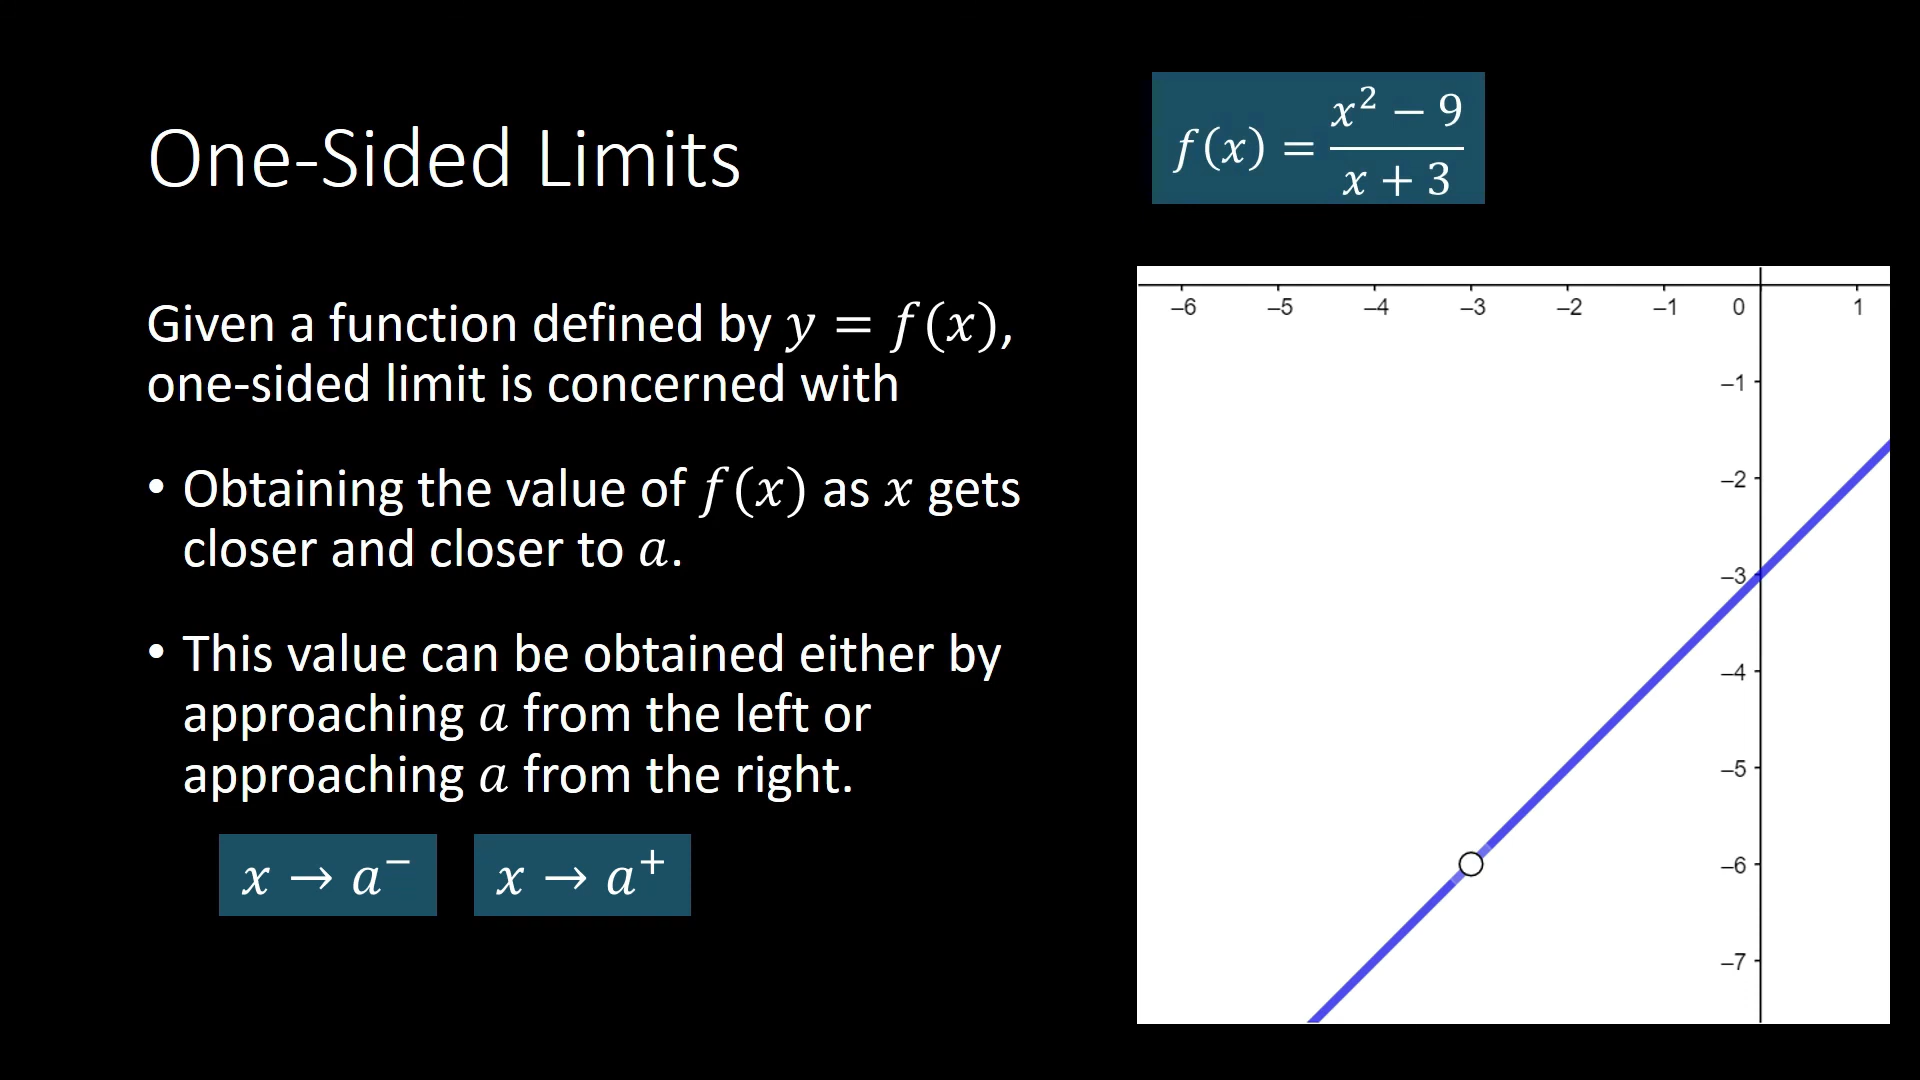 One-Sided Limits
f(x) = \frac{x^2 - 9}{x + 3}
Given a function defined by y = f(x),
one-sided limit is concerned with
• Obtaining the value of f(x) as x gets
closer and closer to a.
• This value can be obtained either by
approaching a from the left or
approaching a from the right.
x → a⁻
x → a⁺
–6 –5 –4 –3 –2 –1 0 1
–1
–2
–3
–4
–5
–6
–7